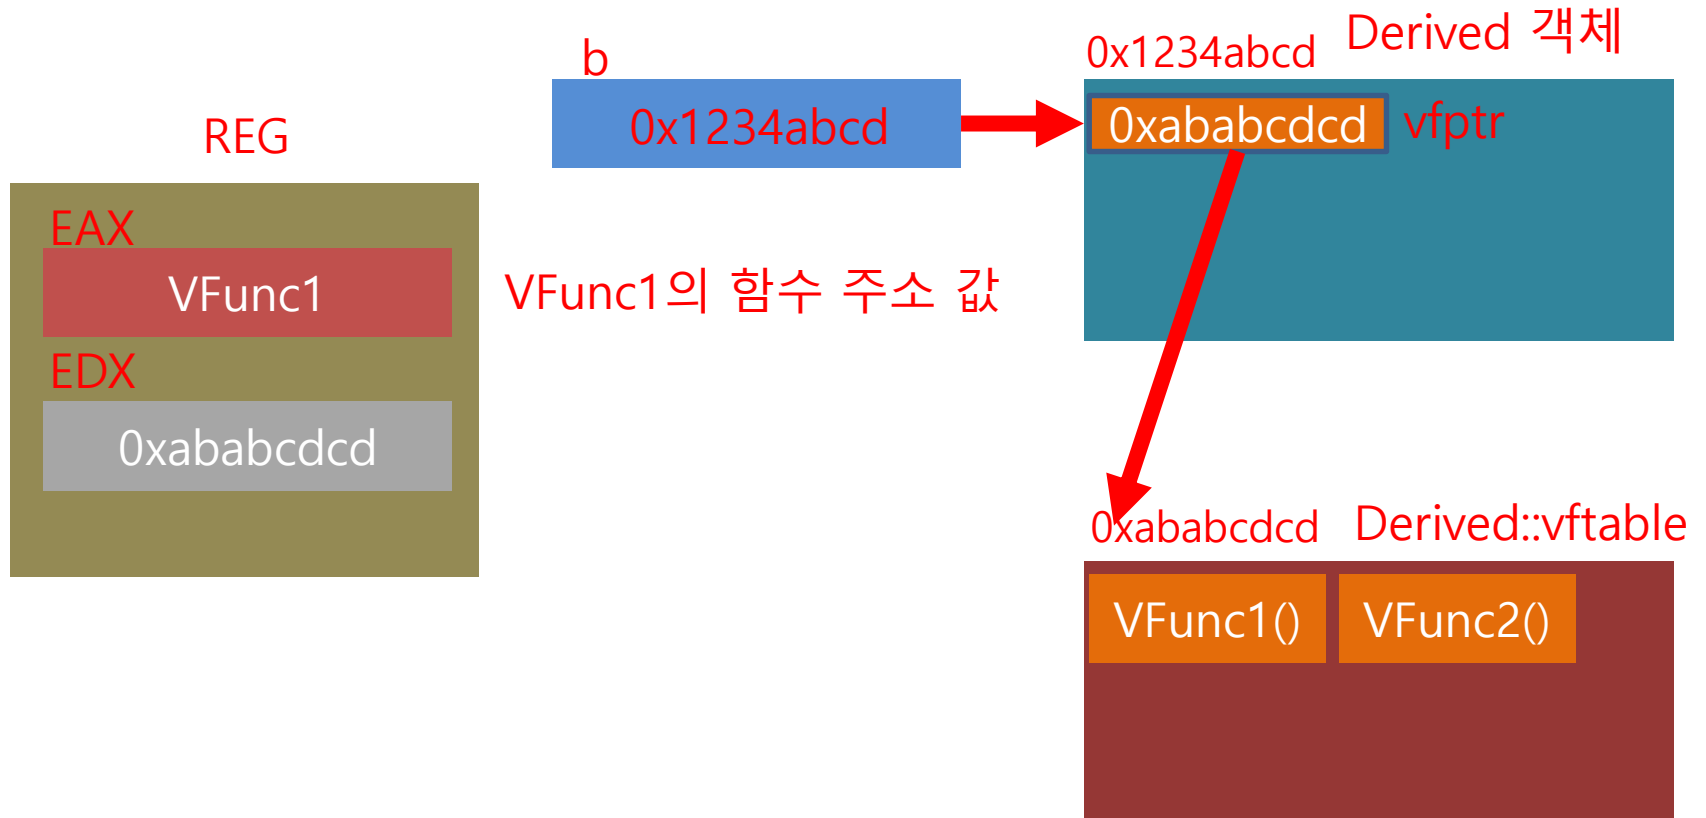 REG
EAX
VFunc1
EDX
0xababcdcd
b
0x1234abcd
VFunc1의 함수 주소 값
0x1234abcd
Derived 객체
0xababcdcd
vfptr
0xababcdcd
Derived::vftable
VFunc1()
VFunc2()